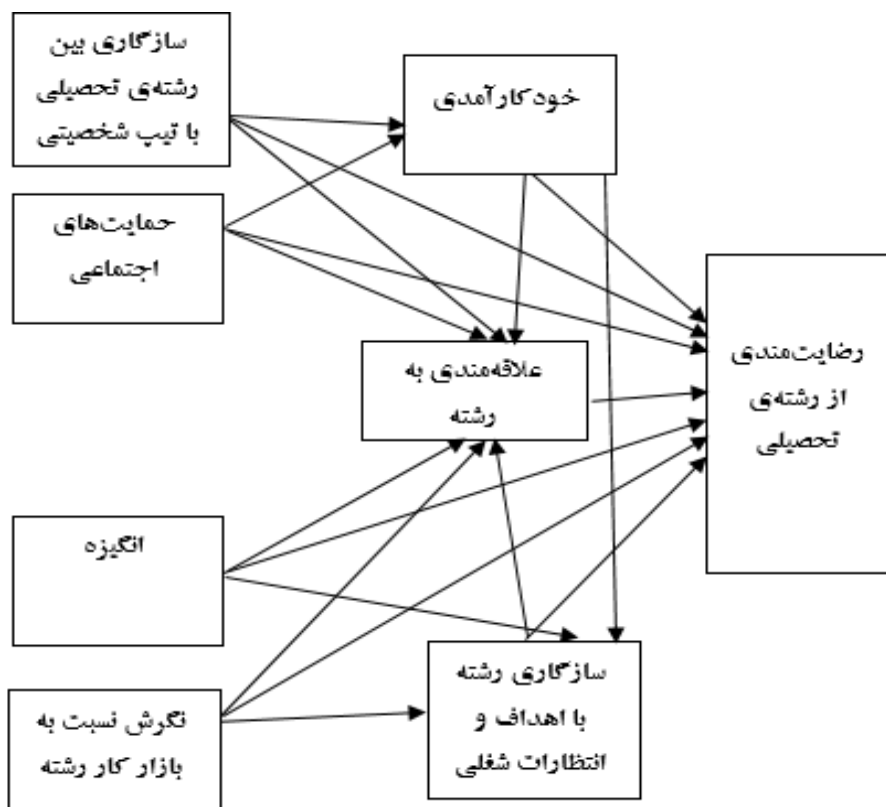 سازگاری بین
رشته‌ی تحصیلی
با تیپ شخصیتی
خودکارآمدی
حمایت‌های
اجتماعی
رضایت‌مندی
از رشته‌ی
تحصیلی
علاقه‌مندی به
رشته
انگیزه
سازگاری رشته
با اهداف و
انتظارات شغلی
نگرش نسبت به
بازار کار رشته